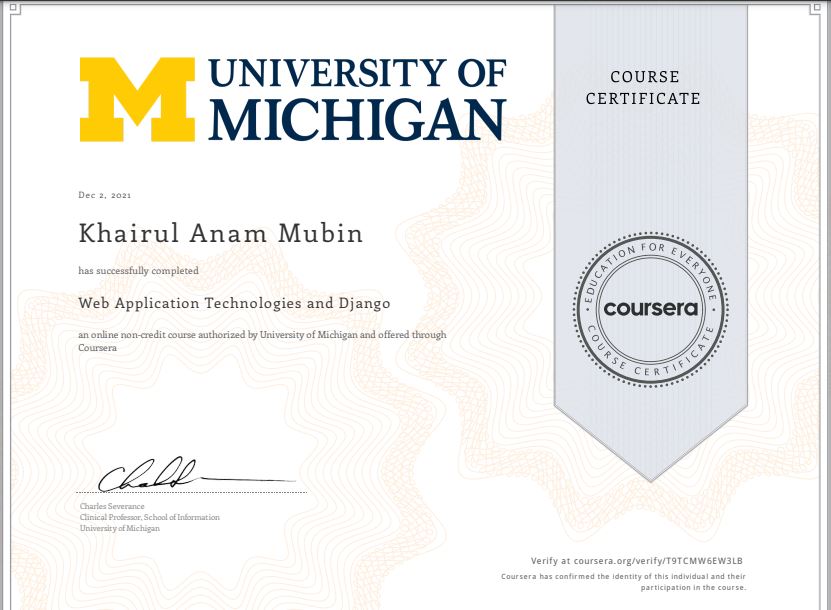 M UNIVERSITY OF
MICHIGAN
COURSE
CERTIFICATE
Dec 2, 2021
Khairul Anam Mubin
has successfully completed
Web Application Technologies and Django
an online non-credit course authorized by University of Michigan and offered through
Coursera
EDUCATION FOR EVERYONE
coursera
COURSE CERTIFICATE
Charles Severance
Clinical Professor, School of Information
University of Michigan
Verify at coursera.org/verify/T9TCMW6EW3LB
Coursera has confirmed the identity of this individual and their
participation in the course.